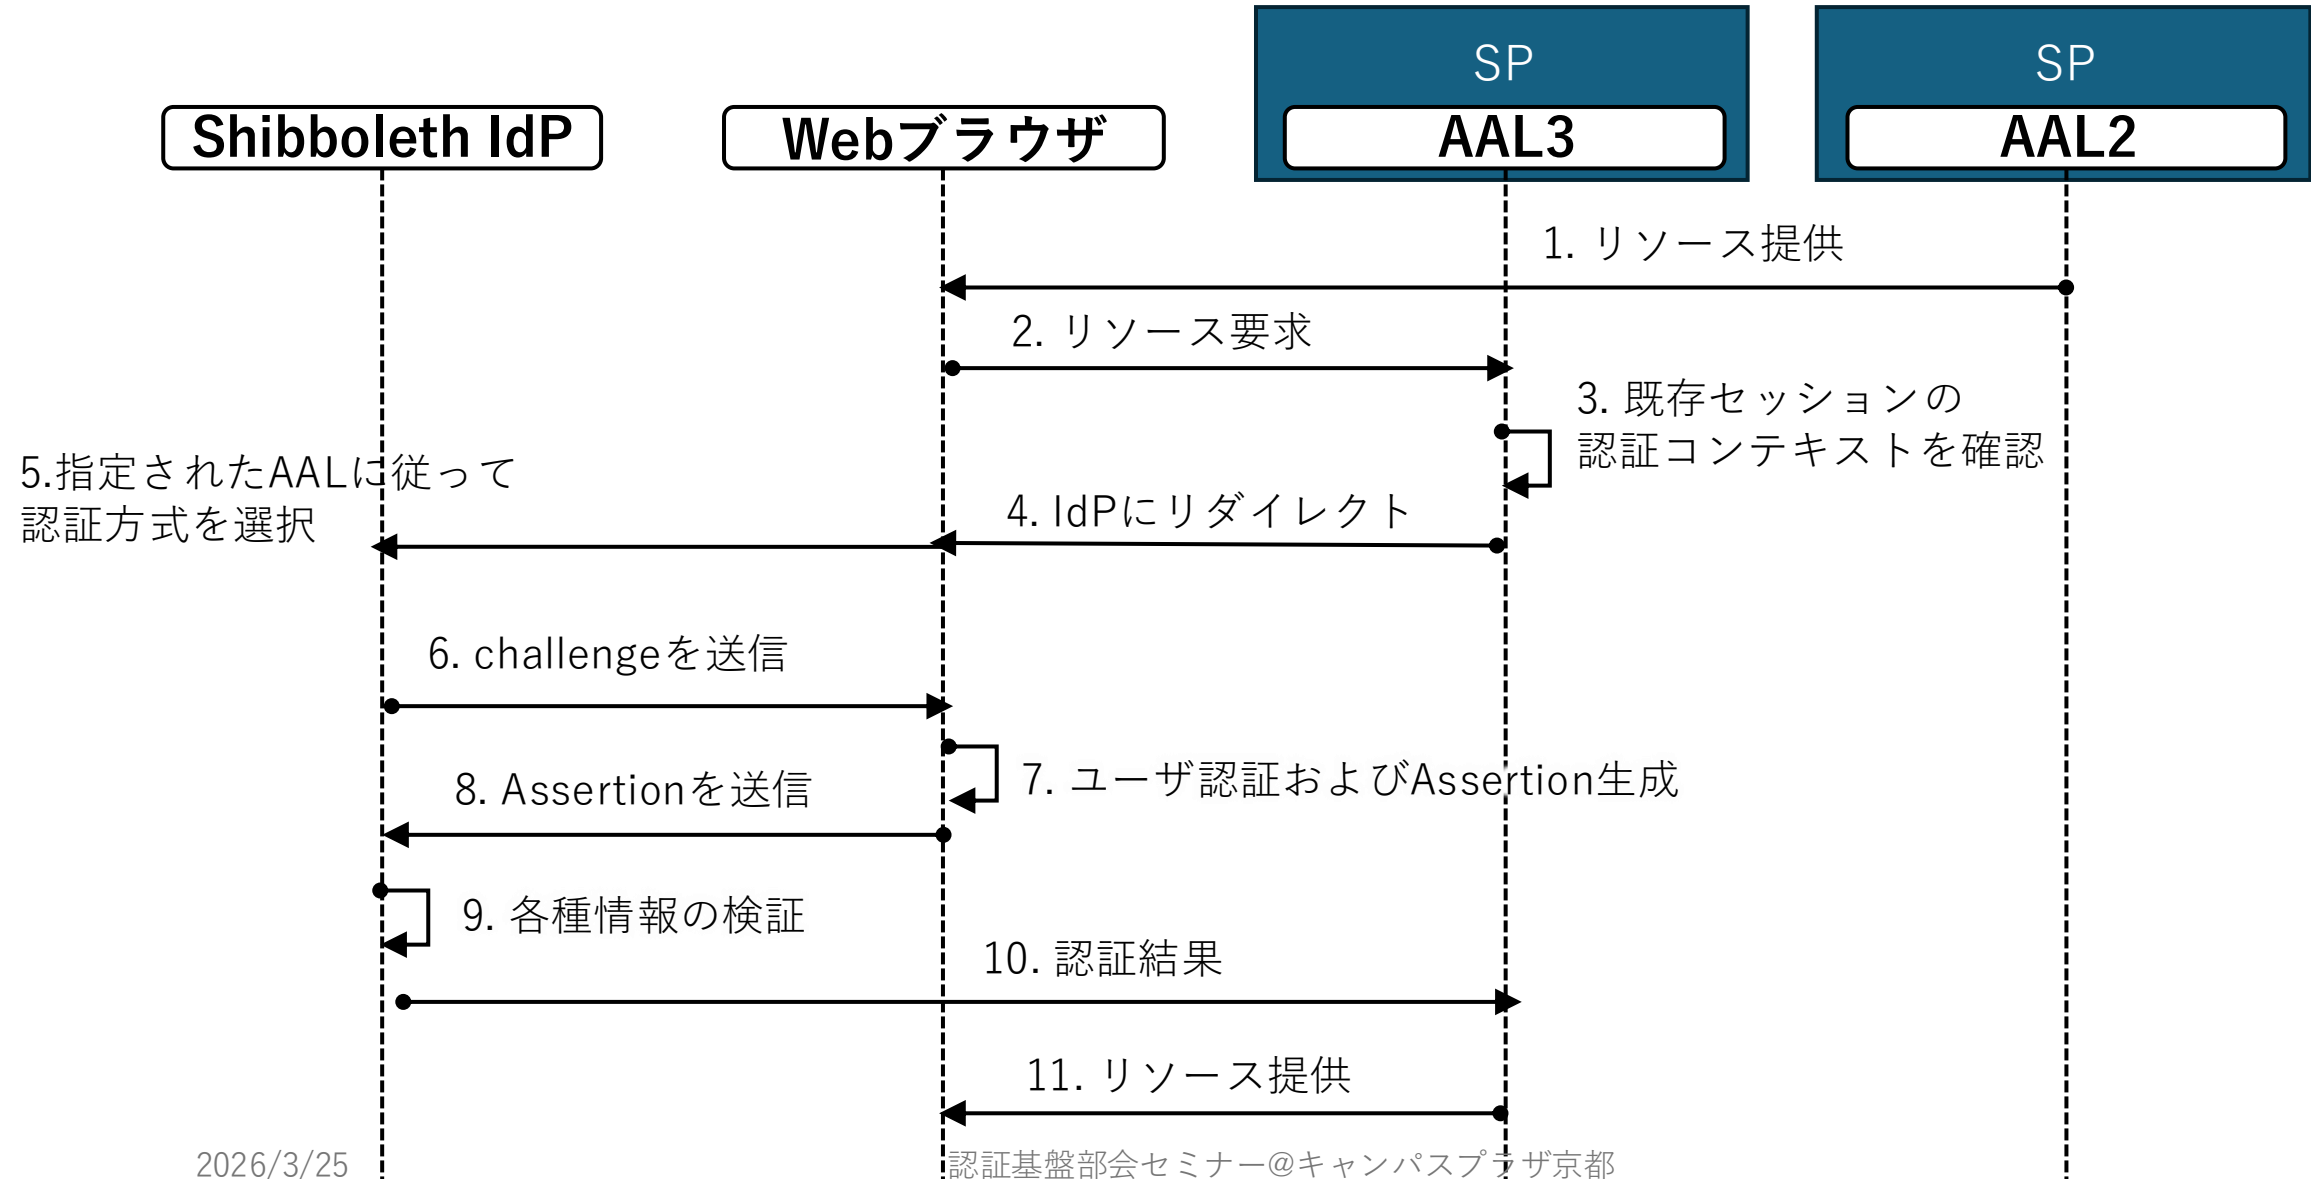 SP
SP
Shibboleth IdP
Webブラウザ
AAL3
AAL2
1. リソース提供
2. リソース要求
3. 既存セッションの
認証コンテキストを確認
4. IdPにリダイレクト
5.指定されたAALに従って
認証方式を選択
6. challengeを送信
7. ユーザ認証およびAssertion生成
8. Assertionを送信
9. 各種情報の検証
10. 認証結果
11. リソース提供
2026/3/25
認証基盤部会セミナー@キャンパスプラザ京都